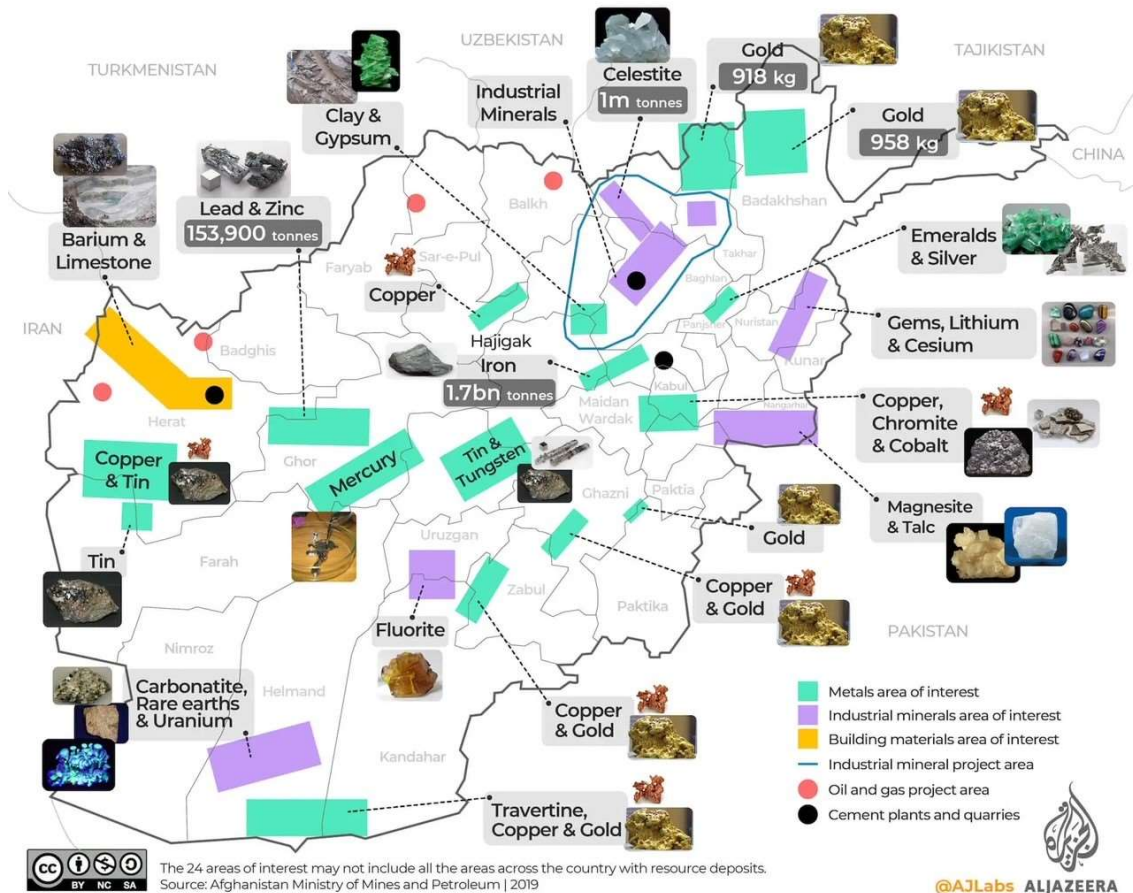 UZBEKISTAN
TURKMENISTAN
TAJIKISTAN
CHINA
IRAN
PAKISTAN
Clay &
Gypsum
Industrial
Minerals
Celestite
1m tonnes
Gold
918 kg
Gold
958 kg
Barium &
Limestone
Lead & Zinc
153,900 tonnes
Balkh
Badakhshan
Faryab
Sar-e-Pul
Takhar
Baghlan
Copper
Emeralds
& Silver
Panjsher
Nuristan
Gems, Lithium
& Cesium
Kunar
Badghis
Hajigak
Iron
1.7bn tonnes
Kabul
Maidan
Wardak
Nangarhar
Copper,
Chromite
& Cobalt
Herat
Ghor
Copper
& Tin
Mercury
Tin &
Tungsten
Ghazni
Paktia
Magnesite
& Talc
Gold
Tin
Farah
Uruzgan
Zabul
Copper
& Gold
Paktika
Fluorite
Nimroz
Helmand
Carbonatite,
Rare earths
& Uranium
Copper
& Gold
Kandahar
Travertine,
Copper & Gold
Metals area of interest
Industrial minerals area of interest
Building materials area of interest
Industrial mineral project area
Oil and gas project area
Cement plants and quarries
cc
BY NC SA
The 24 areas of interest may not include all the areas across the country with resource deposits.
Source: Afghanistan Ministry of Mines and Petroleum | 2019
@AJLabs ALJAZEERA